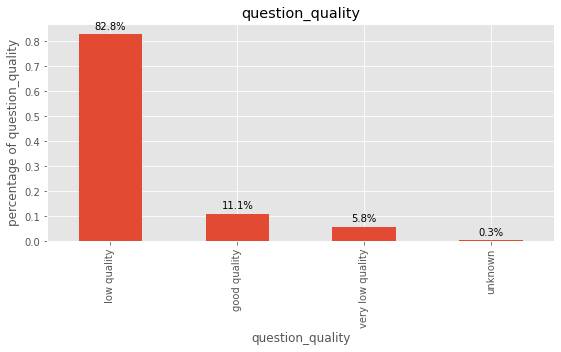 question_quality
percentage of question_quality
0.8
0.7
0.6
0.5
0.4
0.3
0.2
0.1
0.0
82.8%
11.1%
5.8%
0.3%
low quality
good quality
very low quality
unknown
question_quality